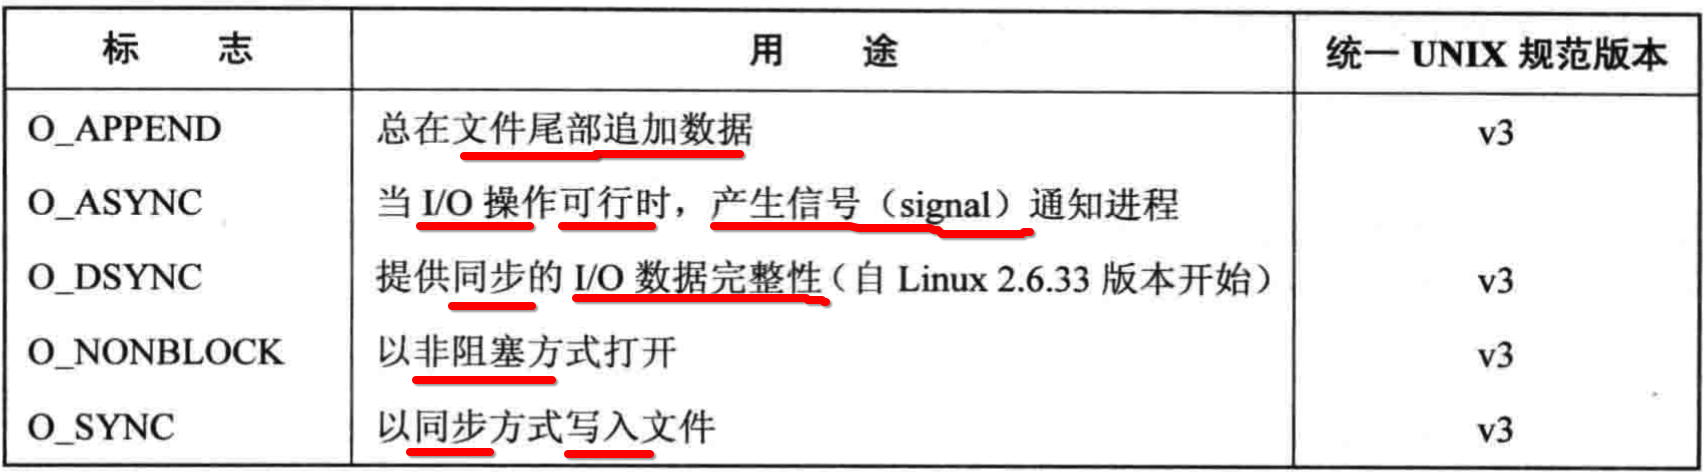 标 志 用 途 统一 UNIX 规范版本
O_APPEND 总在文件尾部追加数据 v3
O_ASYNC 当 I/O 操作可行时，产生信号（signal）通知进程
O_DSYNC 提供同步的 I/O 数据完整性（自 Linux 2.6.33 版本开始） v3
O_NONBLOCK 以非阻塞方式打开 v3
O_SYNC 以同步方式写入文件 v3